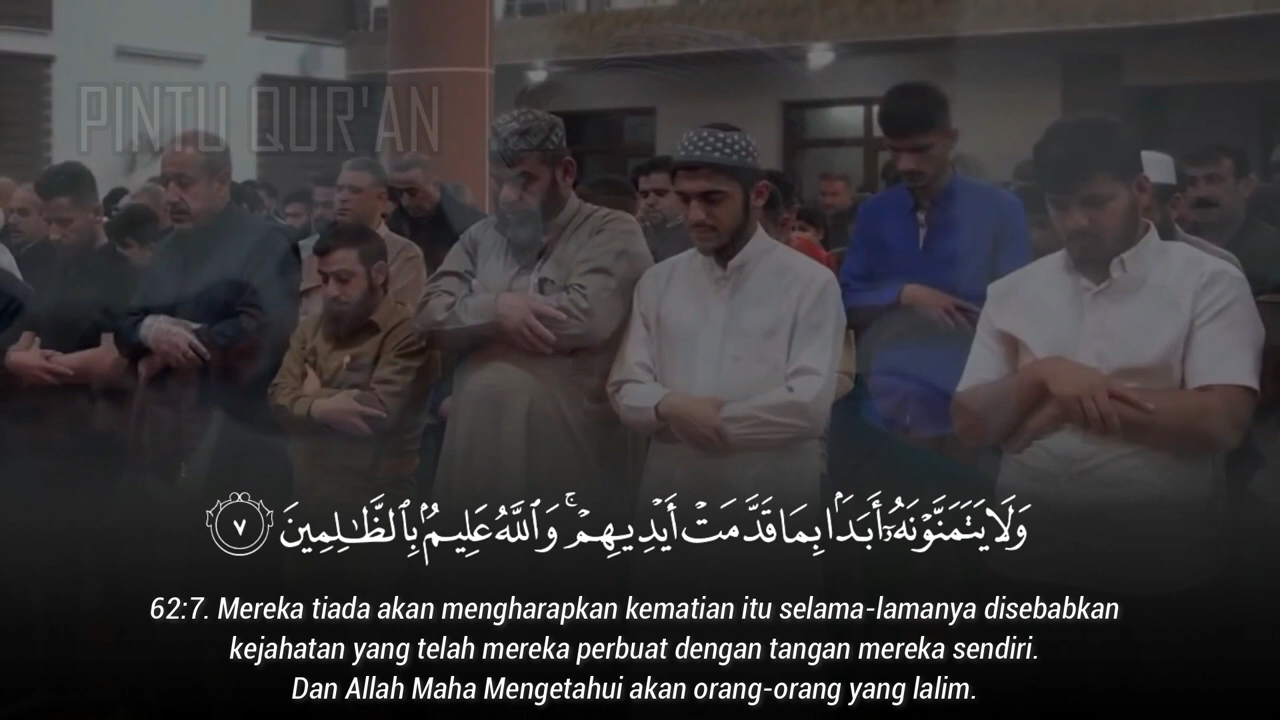 PINTU QUR'AN
وَلَا يَتَمَنَّوْنَهُۥٓ أَبَدَۢا بِمَا قَدَّمَتْ أَيْدِيهِمْ ۚ وَٱللَّهُ عَلِيمُۢ بِٱلظَّٰلِمِينَ ٧
62:7. Mereka tiada akan mengharapkan kematian itu selama-lamanya disebabkan
kejahatan yang telah mereka perbuat dengan tangan mereka sendiri.
Dan Allah Maha Mengetahui akan orang-orang yang lalim.